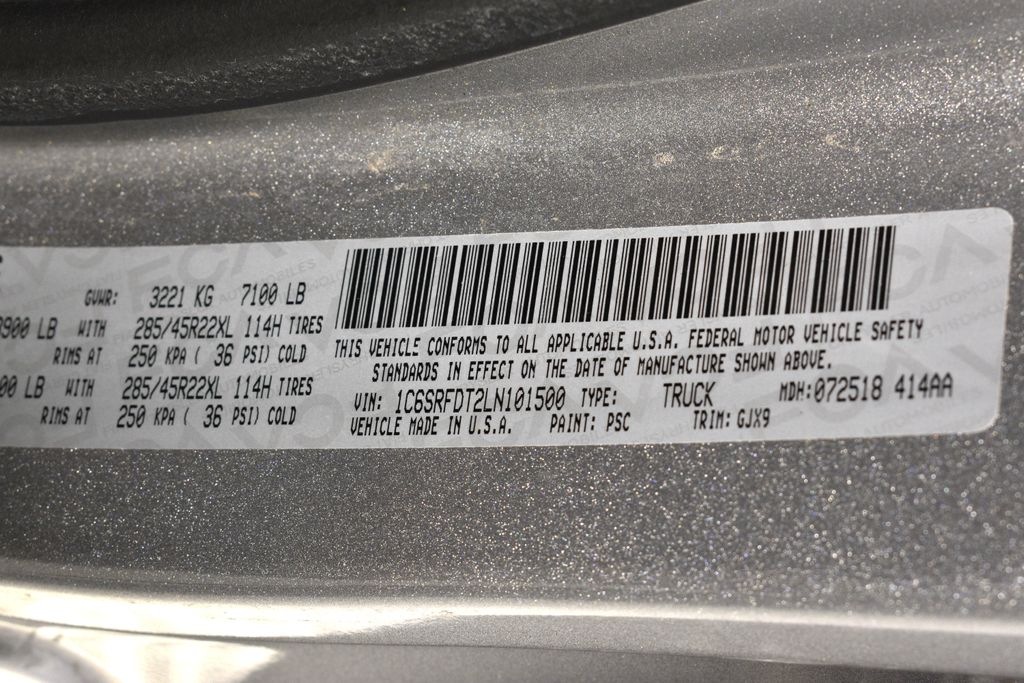 GVWR: 3221 KG 7100 LB
900 LB WITH 285/45R22XL 114H TIRES
RIMS AT 250 KPA ( 36 PSI) COLD
00 LB WITH 285/45R22XL 114H TIRES
AT 250 KPA ( 36 PSI) COLD
THIS VEHICLE CONFORMS TO ALL APPLICABLE U.S.A. FEDERAL MOTOR VEHICLE SAFETY
STANDARDS IN EFFECT ON THE DATE OF MANUFACTURE SHOWN ABOVE.
VIN: 1C6SRFDT2LN101500 TYPE: TRUCK MDH: 072518 414AA
VEHICLE MADE IN U.S.A. PAINT: PSC TRIM: GJX9